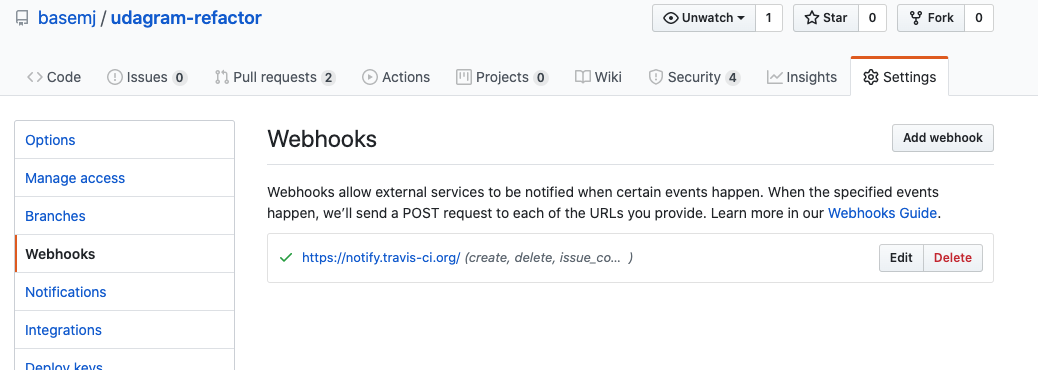 basemj / udagram-refactor
Unwatch 1 Star 0 Fork 0
Code Issues 0 Pull requests 2 Actions Projects 0 Wiki Security 4 Insights Settings
Options
Manage access
Branches
Webhooks
Notifications
Integrations
Deploy keys
Webhooks
Add webhook
Webhooks allow external services to be notified when certain events happen. When the specified events
happen, we’ll send a POST request to each of the URLs you provide. Learn more in our Webhooks Guide.
https://notify.travis-ci.org/ (create, delete, issue_co… )
Edit Delete